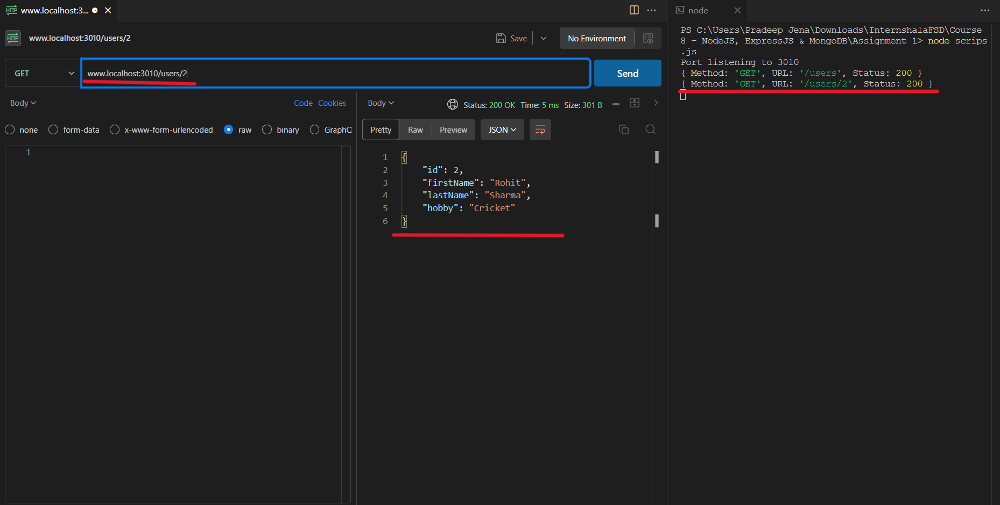 HTTP www.localhost:3...
HTTP www.localhost:3010/users/2
Save
No Environment
GET
www.localhost:3010/users/2
Send
Body
Code Cookies
none form-data x-www-form-urlencoded raw binary GraphQ
1
Body
Status: 200 OK Time: 5 ms Size: 301 B
Pretty Raw Preview JSON
1 {
2 "id": 2,
3 "firstName": "Rohit",
4 "lastName": "Sharma",
5 "hobby": "Cricket"
6 }
node
PS C:\Users\Pradeep Jena\Downloads\InternshalaFSD\Course
8 - NodeJS, ExpressJS & MongoDB\Assignment 1> node scrips
.js
Port listening to 3010
{ Method: 'GET', URL: '/users', Status: 200 }
{ Method: 'GET', URL: '/users/2', Status: 200 }